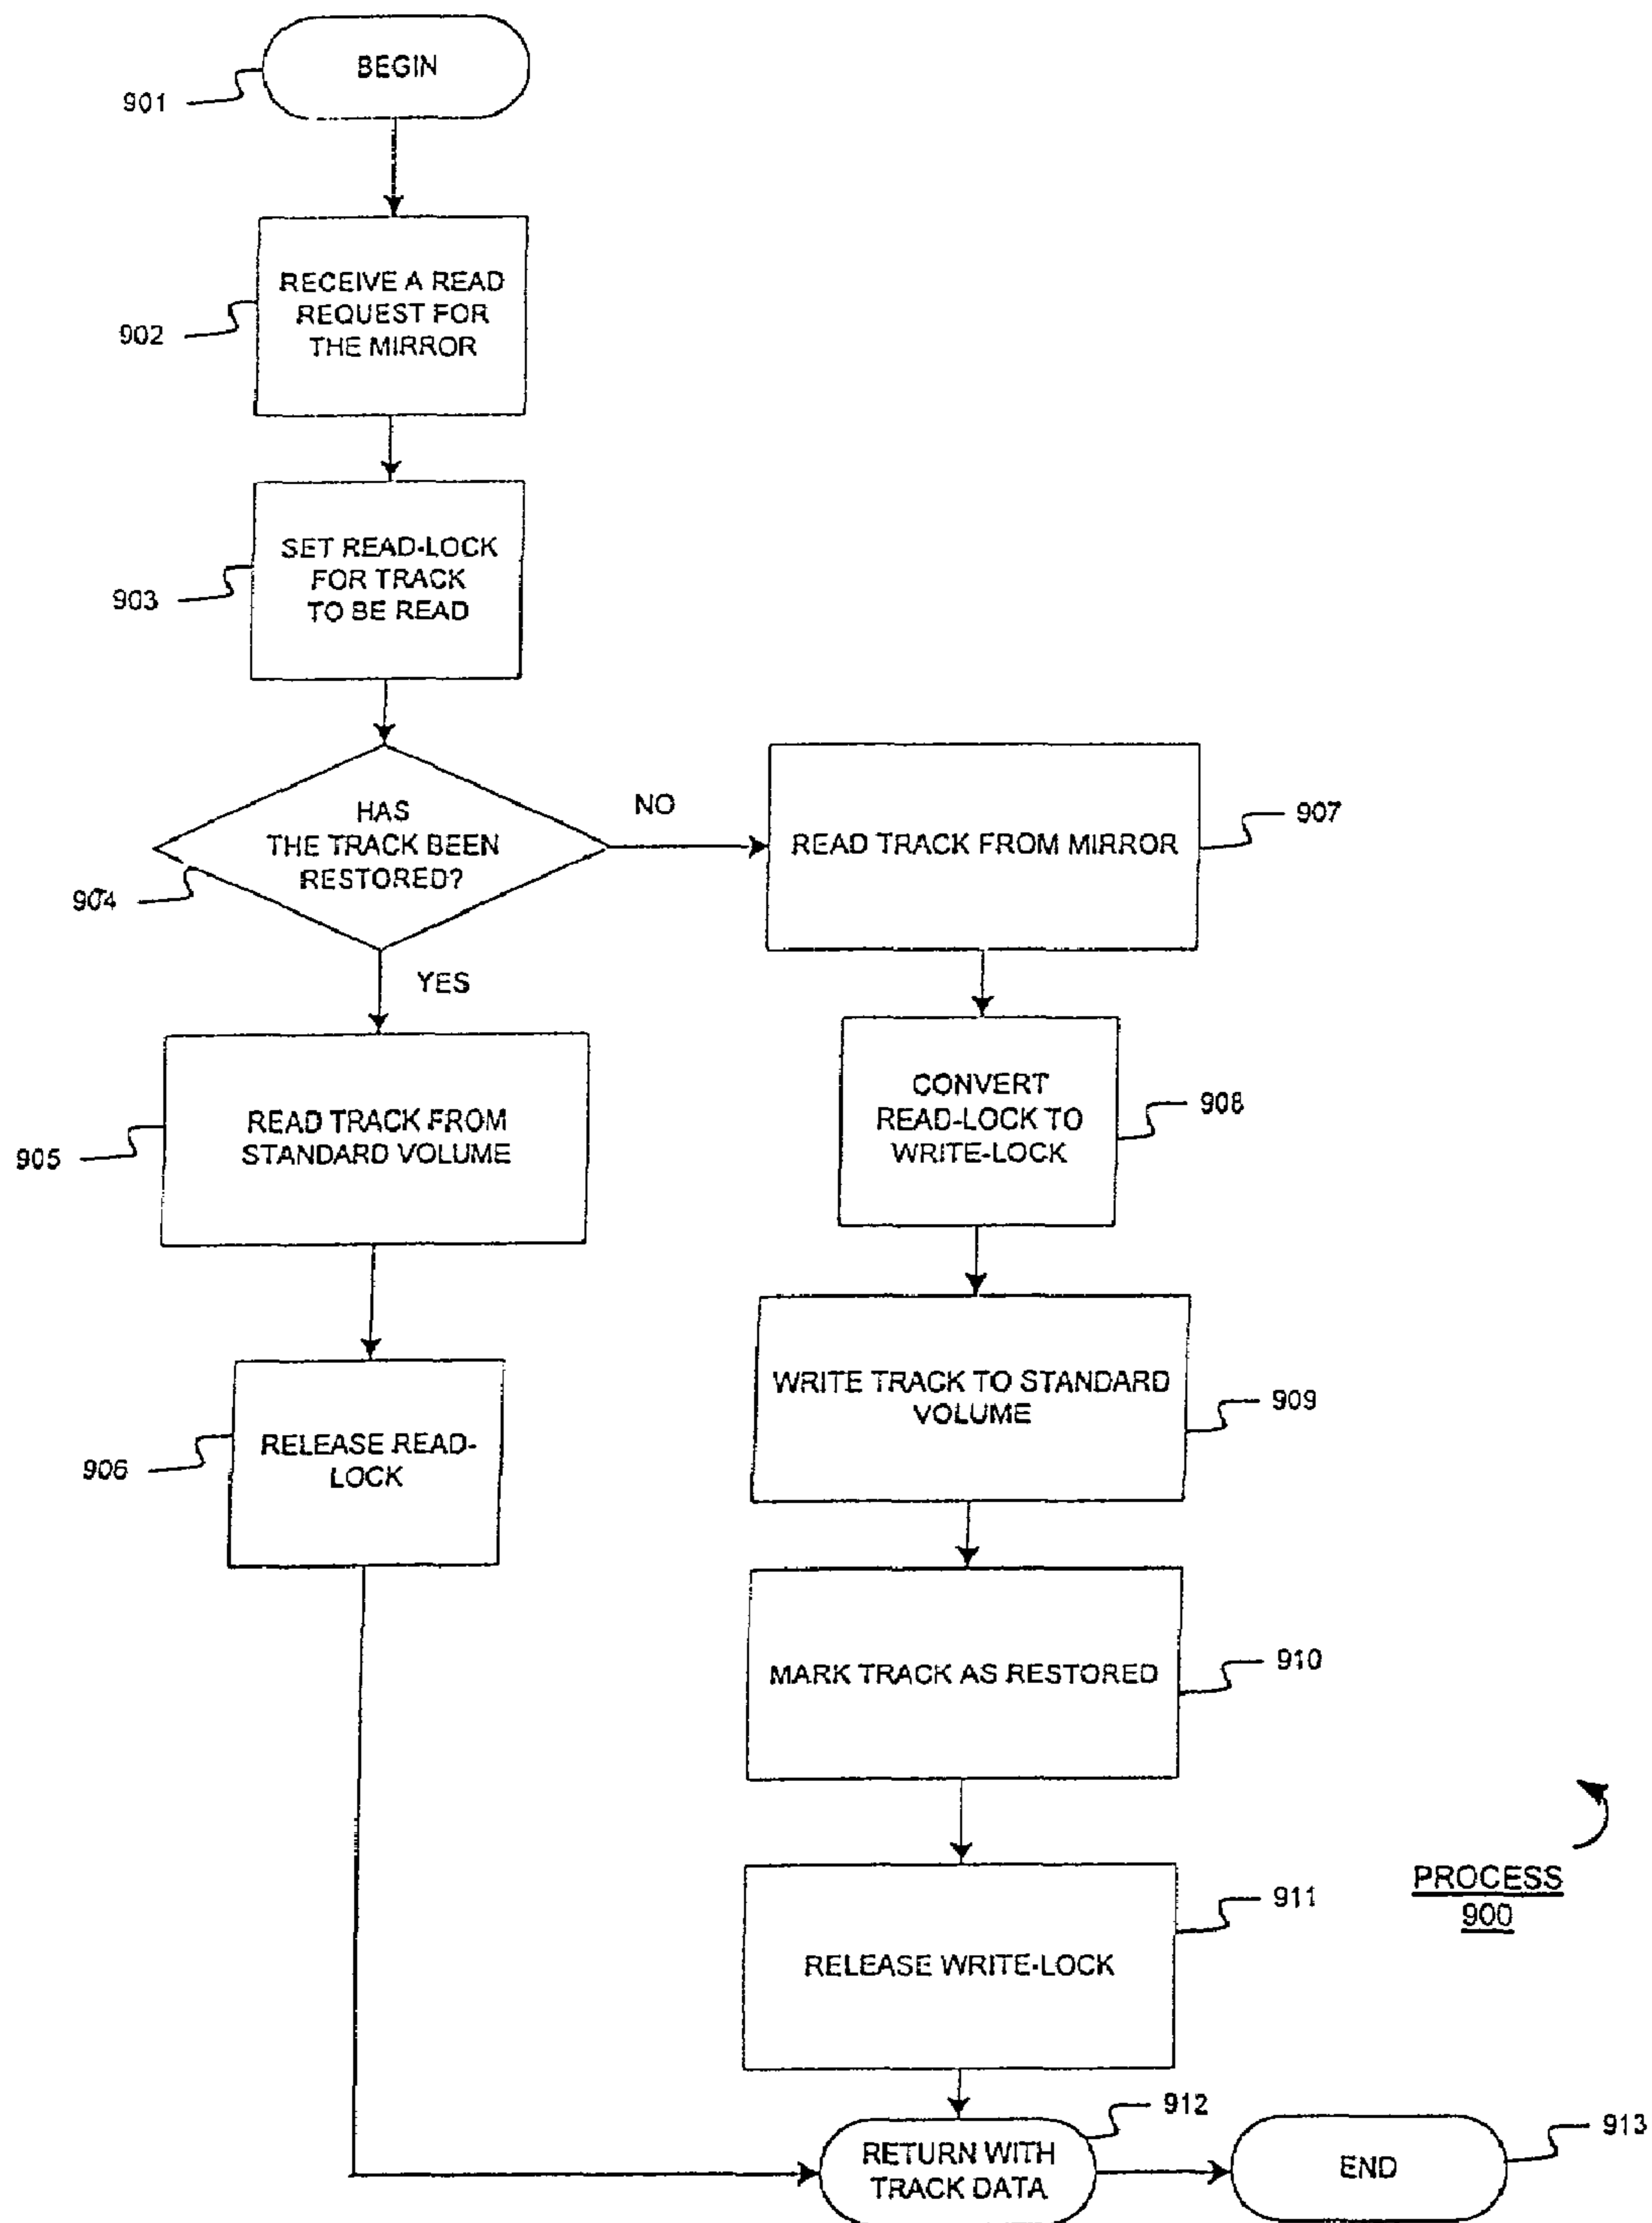 BEGIN
901
RECEIVE A READ
REQUEST FOR
THE MIRROR
902
SET READ-LOCK
FOR TRACK
TO BE READ
903
HAS
THE TRACK BEEN
RESTORED?
904
NO
YES
READ TRACK FROM MIRROR
907
READ TRACK FROM
STANDARD VOLUME
905
CONVERT
READ-LOCK TO
WRITE-LOCK
908
RELEASE READ-
LOCK
906
WRITE TRACK TO STANDARD
VOLUME
909
MARK TRACK AS RESTORED
910
RELEASE WRITE-LOCK
911
PROCESS
900
RETURN WITH
TRACK DATA
912
END
913